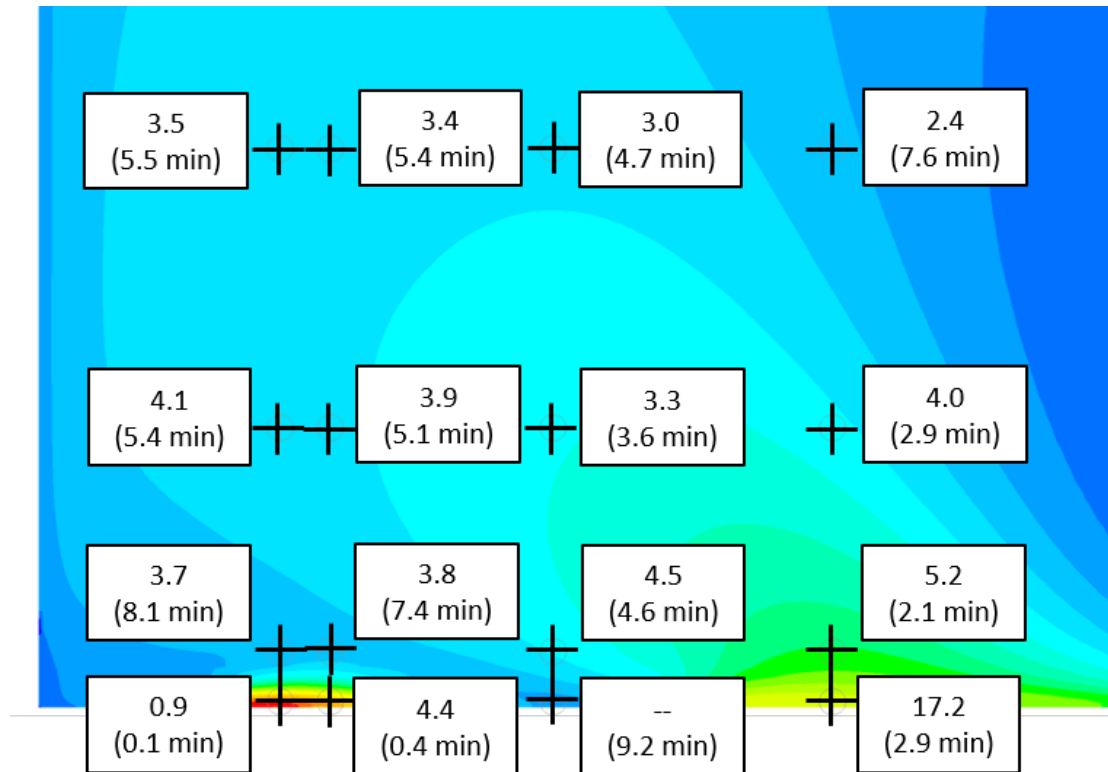 3.5
(5.5 min)
3.4
(5.4 min)
3.0
(4.7 min)
2.4
(7.6 min)
4.1
(5.4 min)
3.9
(5.1 min)
3.3
(3.6 min)
4.0
(2.9 min)
3.7
(8.1 min)
3.8
(7.4 min)
4.5
(4.6 min)
5.2
(2.1 min)
0.9
(0.1 min)
4.4
(0.4 min)
--
(9.2 min)
17.2
(2.9 min)